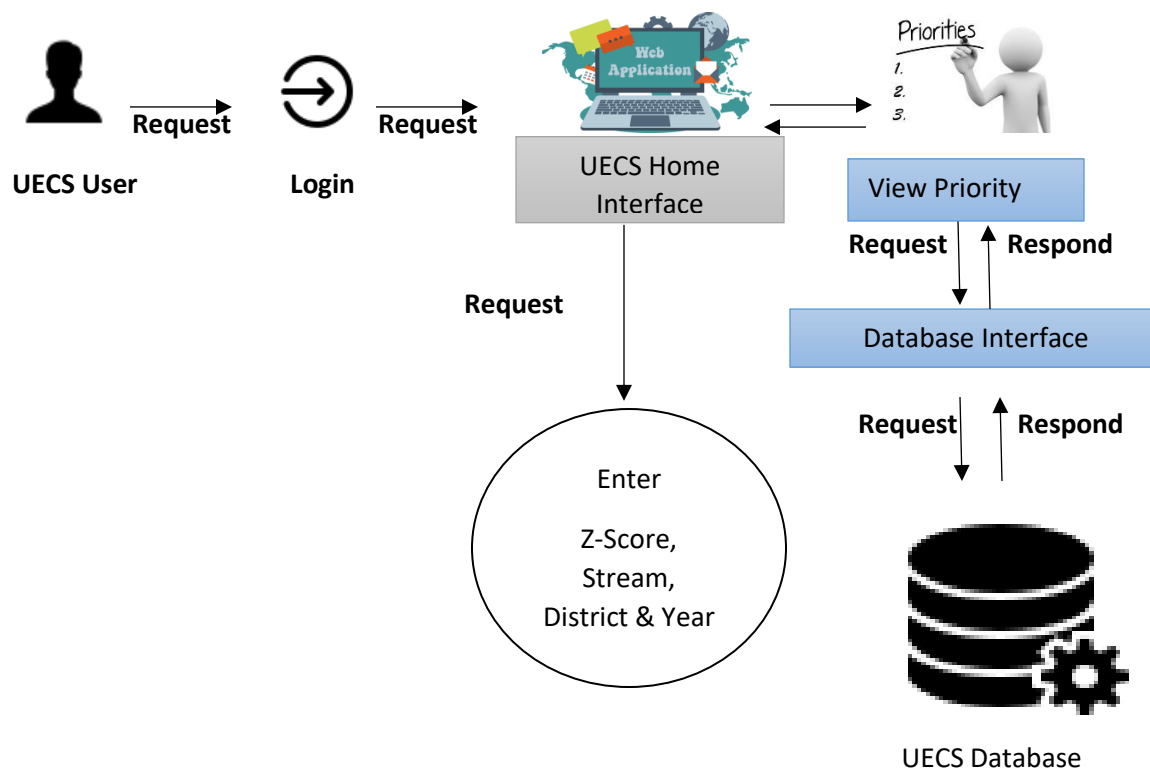 Priorities
1.
2.
3.
Web
Application
Request
Request
UECS User
Login
UECS Home
Interface
View Priority
Request
Respond
Request
Database Interface
Request
Respond
Enter
Z-Score,
Stream,
District & Year
UECS Database